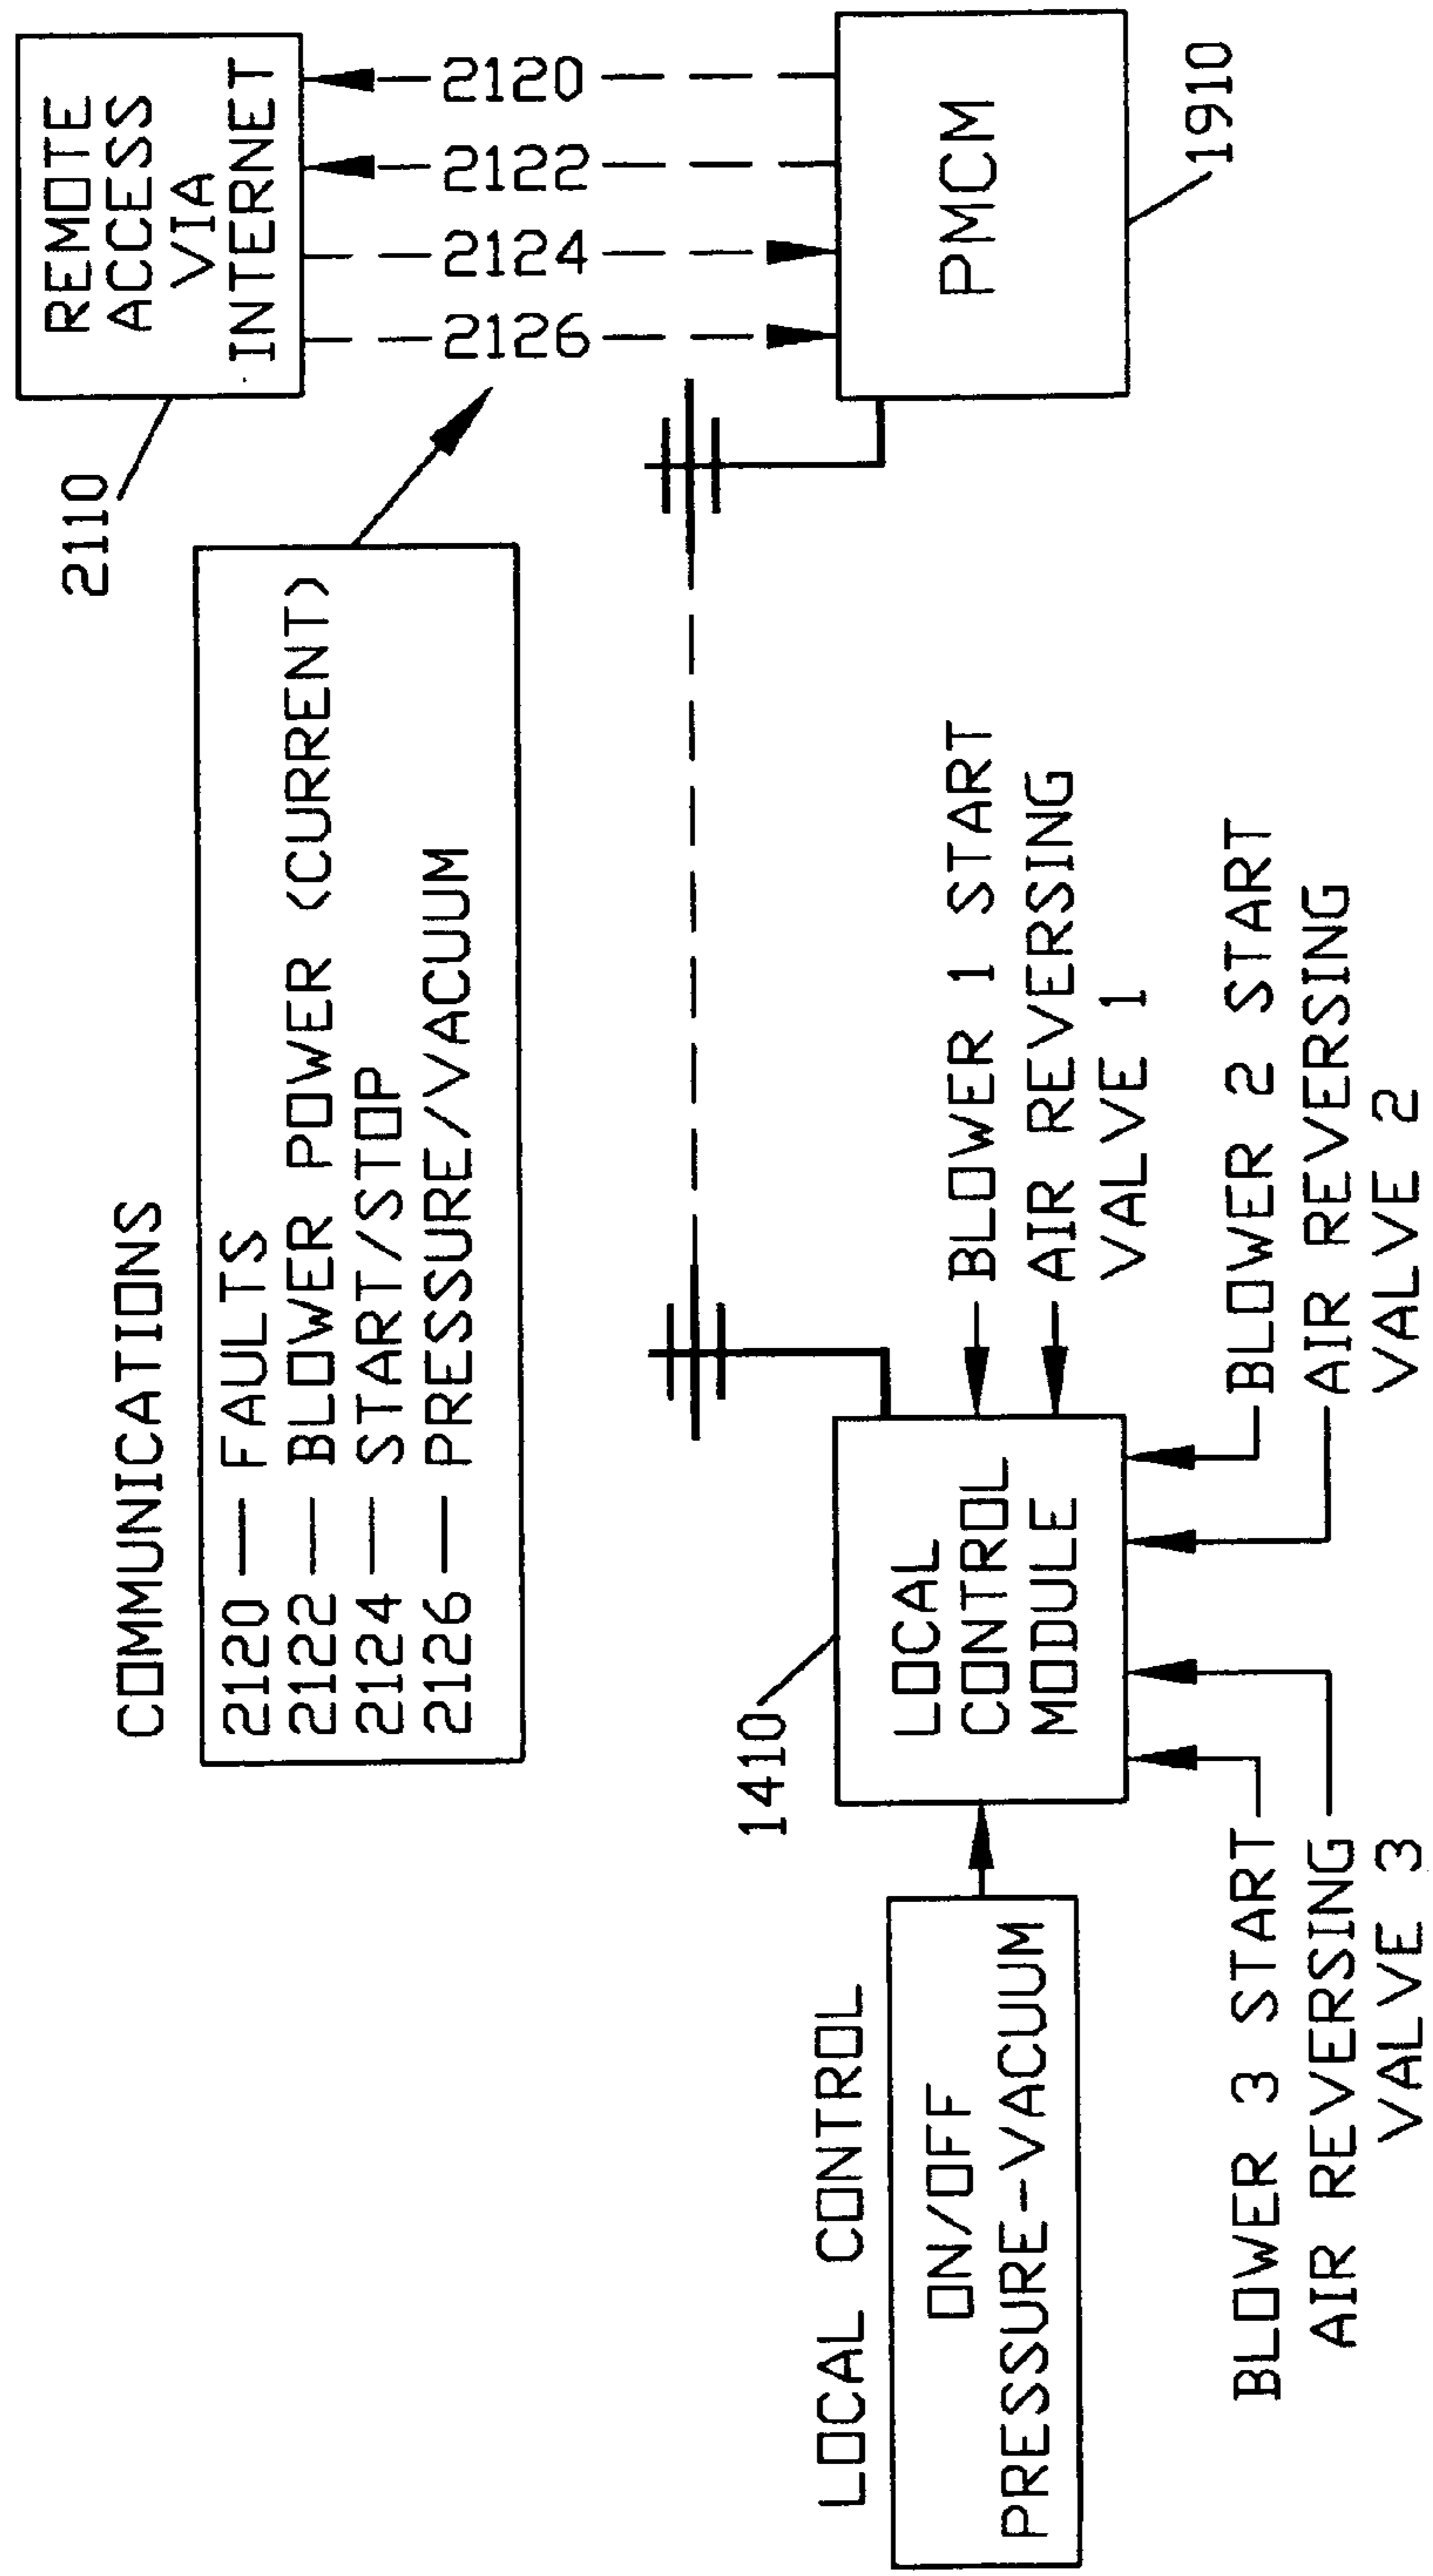 COMMUNICATIONS
2120 — FAULTS
2122 — BLOWER POWER (CURRENT)
2124 — START/STOP
2126 — PRESSURE/VACUUM
2110
REMOTE
ACCESS
VIA
INTERNET
2126
2124
2122
2120
PMCM
1910
LOCAL CONTROL
ON/OFF
PRESSURE-VACUUM
1410
LOCAL
CONTROL
MODULE
BLOWER 1 START
AIR REVERSING
VALVE 1
BLOWER 2 START
AIR REVERSING
VALVE 2
BLOWER 3 START
AIR REVERSING
VALVE 3